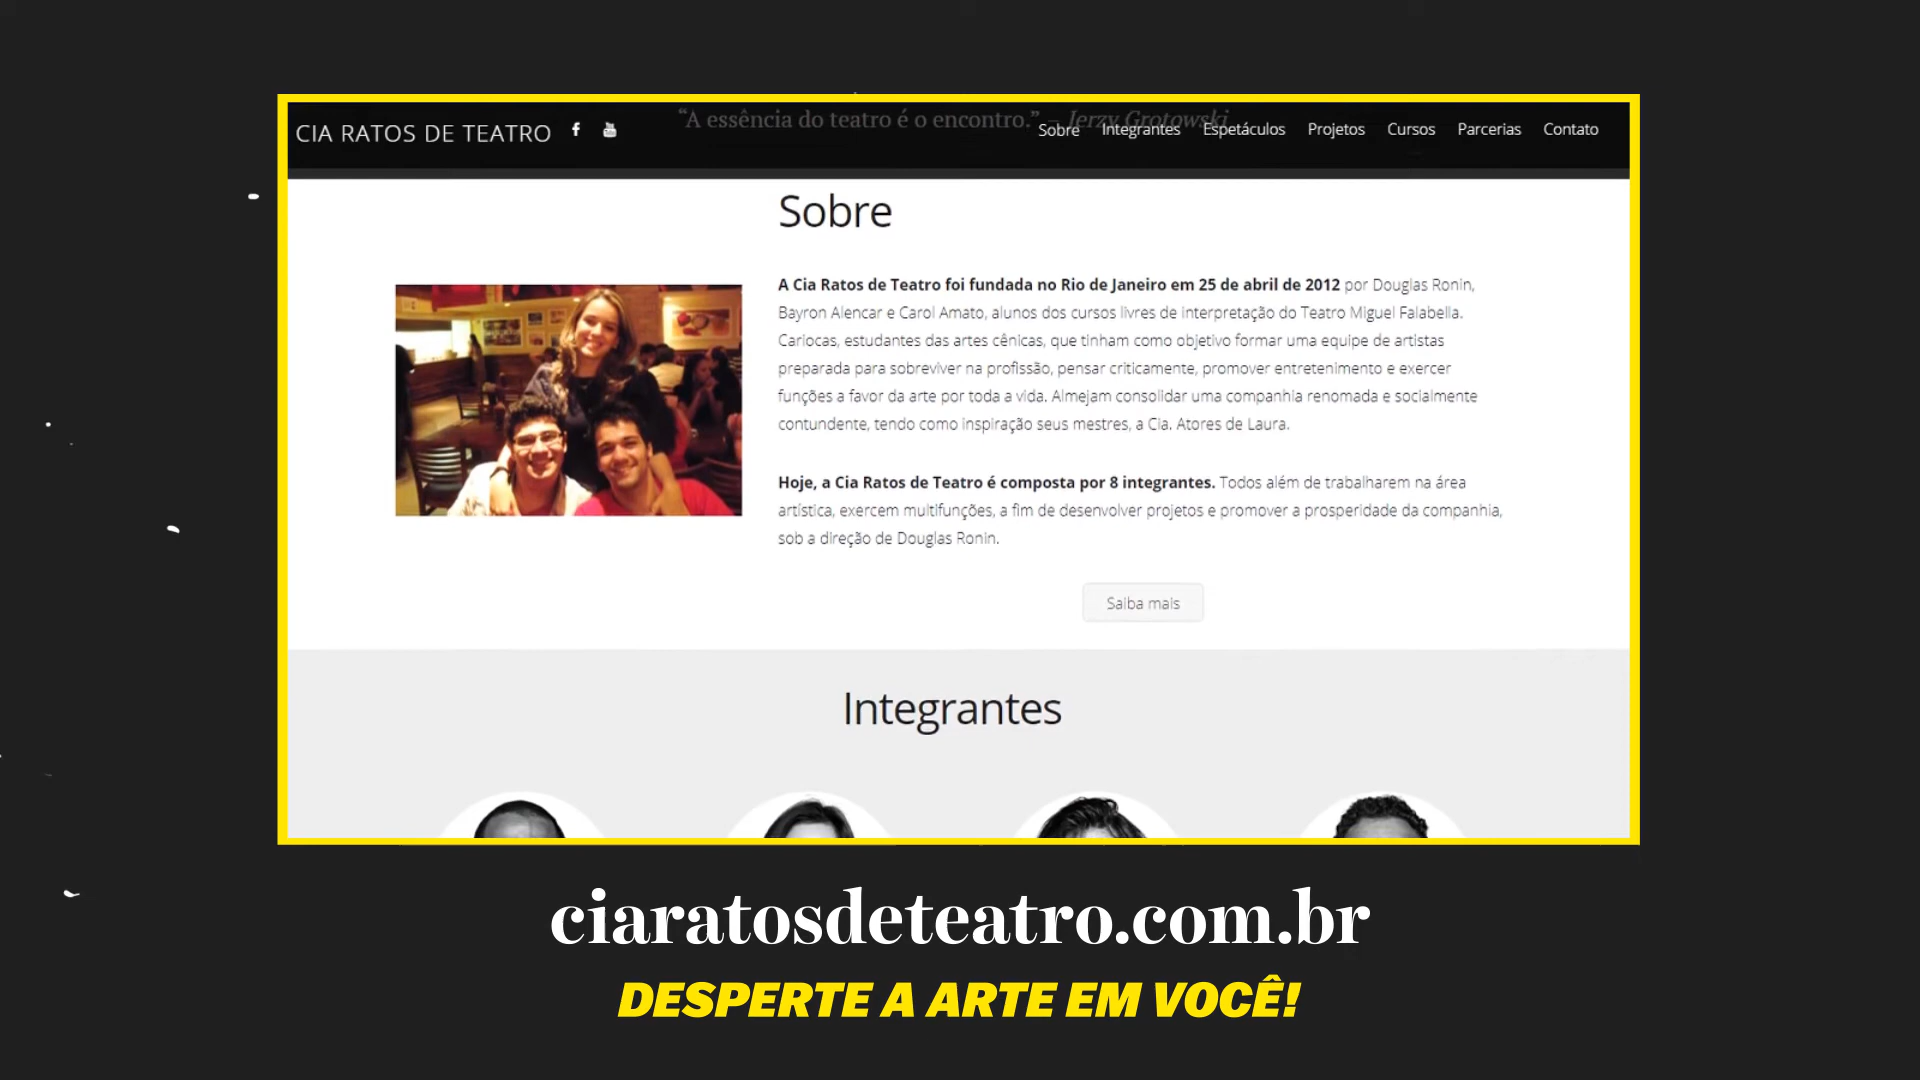 “A essência do teatro é o encontro.” – Jerzy Grotowski
CIA RATOS DE TEATRO
Sobre Integrantes Espetáculos Projetos Cursos Parcerias Contato
Sobre
A Cia Ratos de Teatro foi fundada no Rio de Janeiro em 25 de abril de 2012 por Douglas Ronin,
Bayron Alencar e Carol Amato, alunos dos cursos livres de interpretação do Teatro Miguel Falabella.
Cariocas, estudantes das artes cênicas, que tinham como objetivo formar uma equipe de artistas
preparada para sobreviver na profissão, pensar criticamente, promover entretenimento e exercer
funções a favor da arte por toda a vida. Almejam consolidar uma companhia renomada e socialmente
contundente, tendo como inspiração seus mestres, a Cia. Atores de Laura.
Hoje, a Cia Ratos de Teatro é composta por 8 integrantes. Todos além de trabalharem na área
artística, exercem multifunções, a fim de desenvolver projetos e promover a prosperidade da companhia,
sob a direção de Douglas Ronin.
Saiba mais
Integrantes
ciaratosdeteatro.com.br
DESPERTE A ARTE EM VOCÊ!